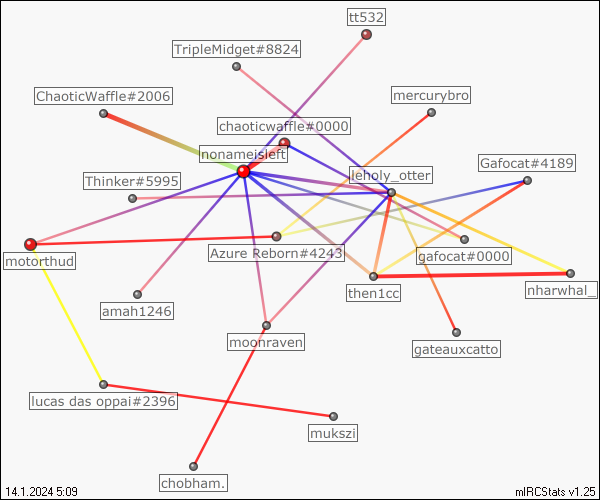 tt532
TripleMidget#8824
ChaoticWaffle#2006
mercurybro
chaoticwaffle#0000
nonameisleft
Gafocat#4189
leholy_otter
Thinker#5995
Azure Reborn#4243
gafocat#0000
motorthud
then1cc
nharwhal_
amah1246
moonraven
gateauxcatto
lucas das oppai#2396
mukszi
chobham.
14.1.2024 5:09
mIRCStats v1.25